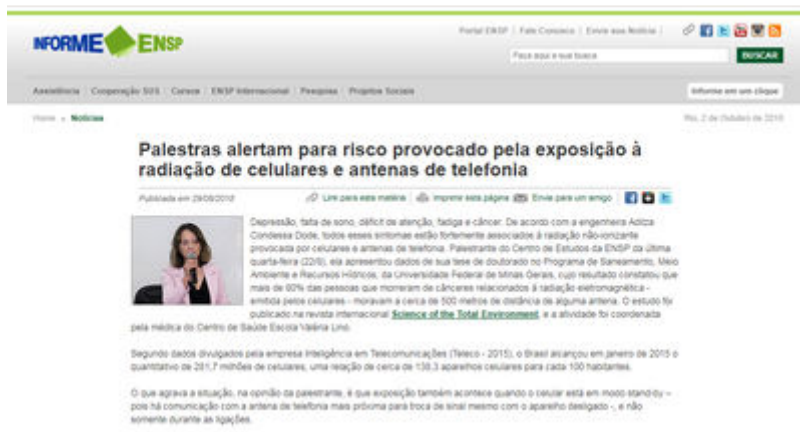 INFORME ENSP
Portal ENSP | Fale Conosco | Envie sua Notícia |
Faça aqui a sua busca
BUSCAR
Assistência | Cooperação SUS | Cursos | ENSP Internacional | Pesquisa | Projetos Sociais
Informe em um clique
Home » Notícias
Rio, 2 de Outubro de
Palestras alertam para risco provocado pela exposição à
radiação de celulares e antenas de telefonia
Publicada em
Link para esta matéria
Imprimir esta página
Envie para um amigo
Depressão, falta de sono, déficit de atenção, fadiga e câncer. De acordo com a engenheira Adilza
Condessa Dode, todos esses sintomas estão fortemente associados à radiação não-ionizante
provocada por celulares e antenas de telefonia. Palestrante do Centro de Estudos da ENSP da última
quarta-feira (22/8), ela apresentou dados de sua tese de doutorado no Programa de Saneamento, Meio
Ambiente e Recursos Hídricos, da Universidade Federal de Minas Gerais, cujo resultado constatou que
mais de 80% das pessoas que morreram de cânceres relacionados à radiação eletromagnética -
emitida pelos celulares - moravam a cerca de 500 metros de distância de alguma antena. O estudo foi
publicado na revista internacional Science of the Total Environment, e a atividade foi coordenada
pela médica do Centro de Saúde Escola Valéria Lino.
Segundo dados divulgados pela empresa Inteligência em Telecomunicações (Teleco - 2015), o Brasil alcançou em janeiro de 2015 o
quantitativo de 281,7 milhões de celulares, uma relação de cerca de 138,3 aparelhos celulares para cada 100 habitantes.
O que agrava a situação, na opinião da palestrante, é que exposição também acontece quando o celular está em modo stand-by –
pois há comunicação com a antena de telefonia mais próxima para troca de sinal mesmo com o aparelho desligado -, e não
somente durante as ligações.